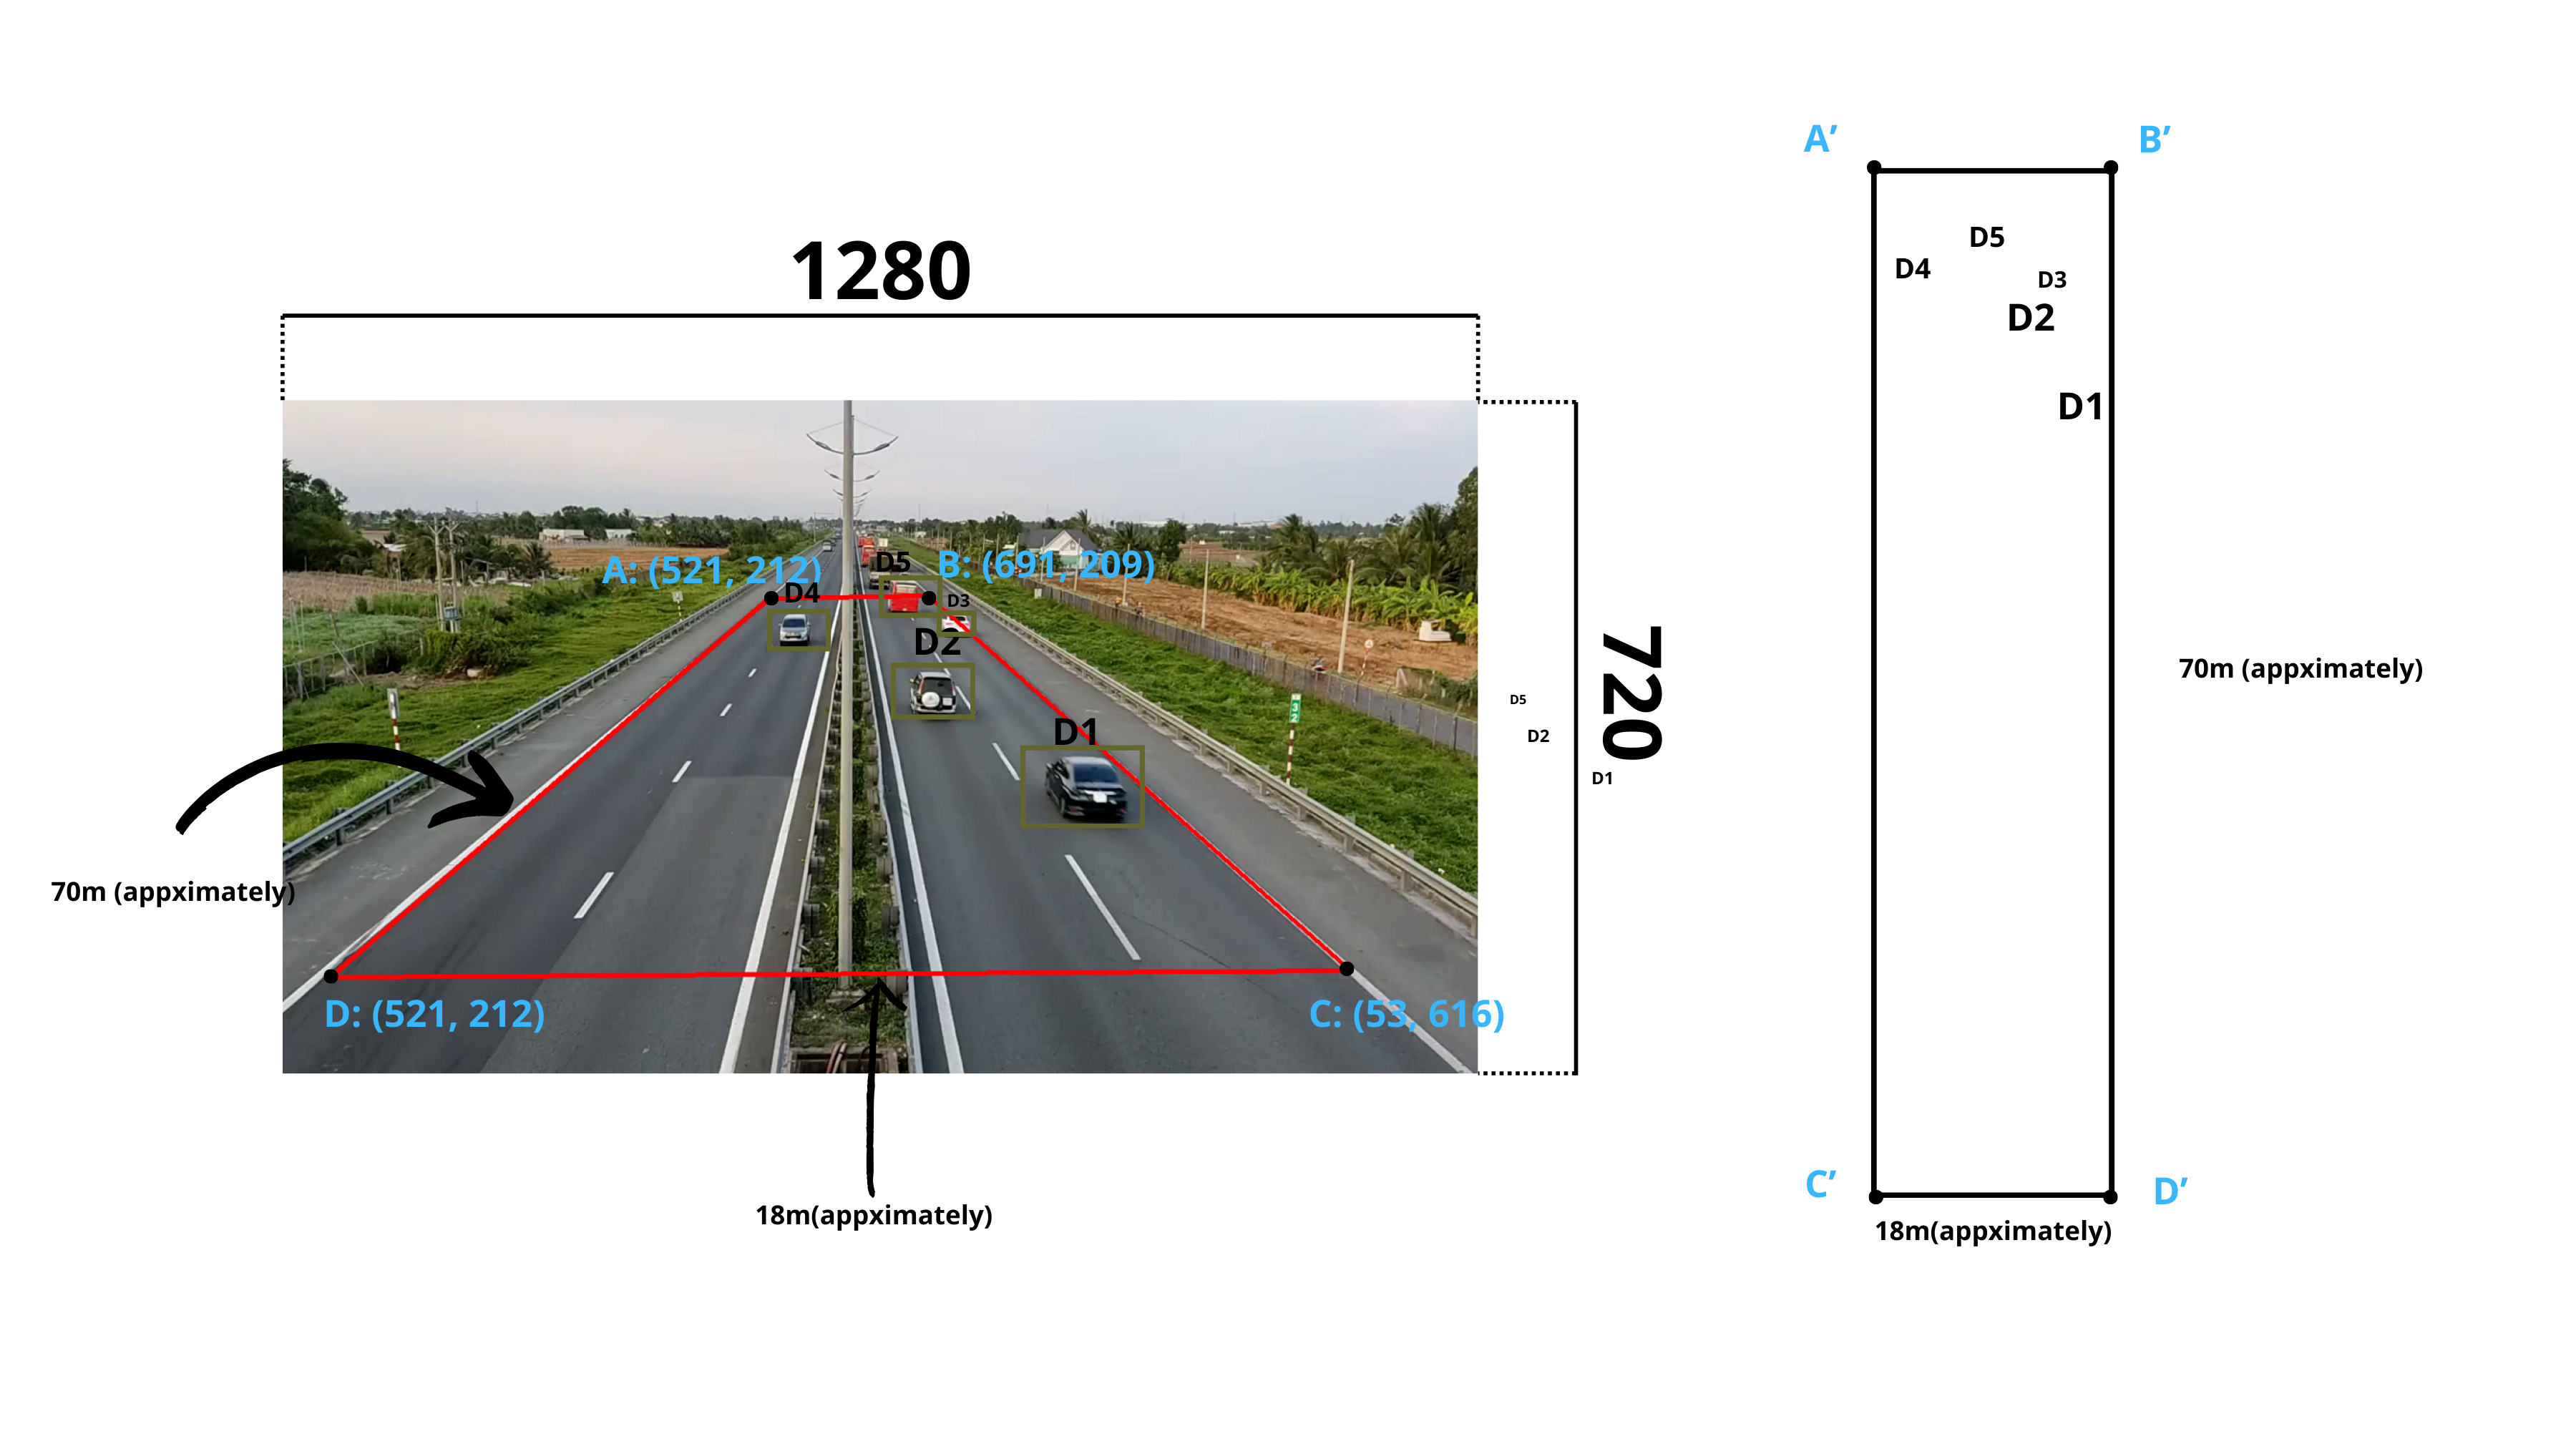 1280
A: (521, 212)
D5
B: (691, 209)
D4
D3
D2
D1
D5
D2
D1
720
32
70m (appximately)
D: (521, 212)
C: (53, 616)
18m(appximately)
A’
B’
D5
D4
D3
D2
D1
70m (appximately)
C’
D’
18m(appximately)